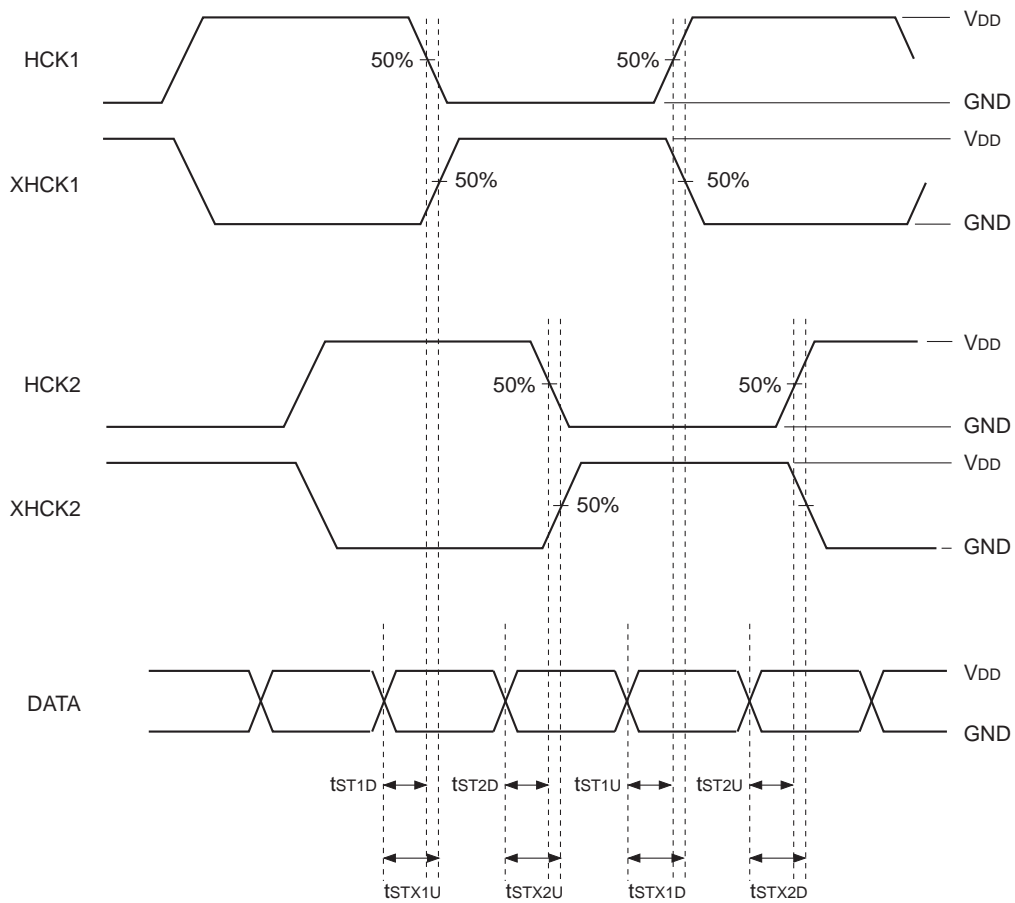 VDD
HCK1
50%
50%
GND
VDD
XHCK1
50%
50%
GND
VDD
HCK2
50%
50%
GND
VDD
XHCK2
50%
GND
VDD
DATA
GND
tST1D
tST2D
tST1U
tST2U
tSTX1U
tSTX2U
tSTX1D
tSTX2D